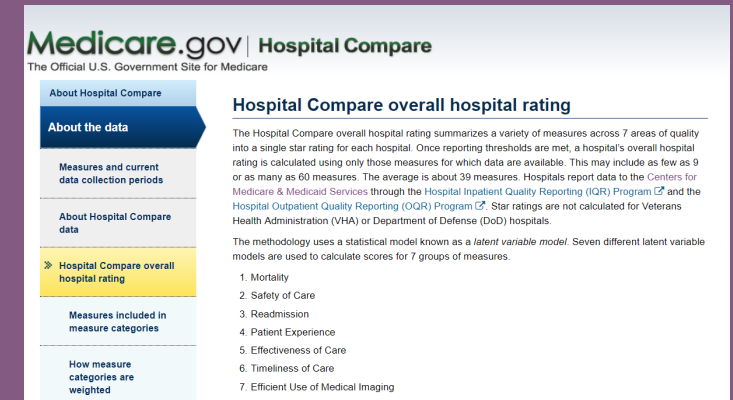 Medicare.gov | Hospital Compare
The Official U.S. Government Site for Medicare
About Hospital Compare
About the data
Measures and current
data collection periods
About Hospital Compare
data
Hospital Compare overall
hospital rating
Measures included in
measure categories
How measure
categories are
weighted
Hospital Compare overall hospital rating
The Hospital Compare overall hospital rating summarizes a variety of measures across 7 areas of quality
into a single star rating for each hospital. Once reporting thresholds are met, a hospital's overall hospital
rating is calculated using only those measures for which data are available. This may include as few as 9
or as many as 60 measures. The average is about 39 measures. Hospitals report data to the Centers for
Medicare & Medicaid Services through the Hospital Inpatient Quality Reporting (IQR) Program and the
Hospital Outpatient Quality Reporting (OQR) Program. Star ratings are not calculated for Veterans
Health Administration (VHA) or Department of Defense (DoD) hospitals.
The methodology uses a statistical model known as a latent variable model. Seven different latent variable
models are used to calculate scores for 7 groups of measures.
1. Mortality
2. Safety of Care
3. Readmission
4. Patient Experience
5. Effectiveness of Care
6. Timeliness of Care
7. Efficient Use of Medical Imaging